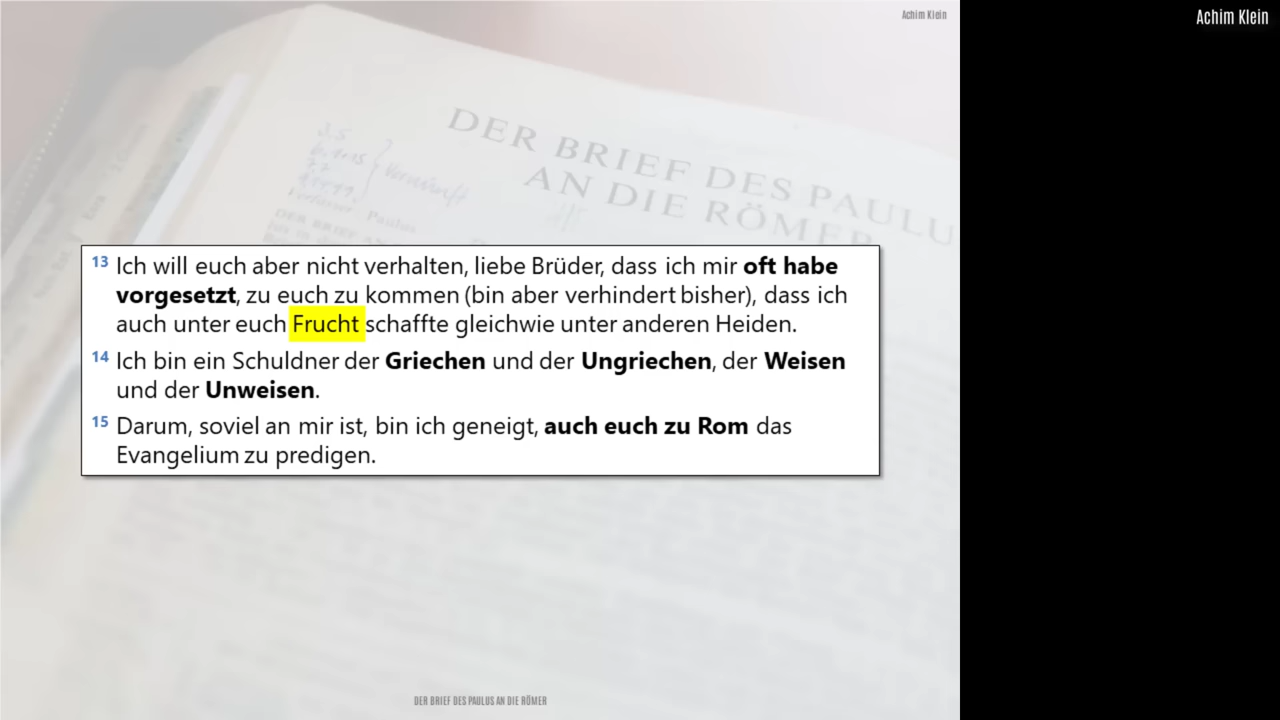 Achim Klein
Achim Klein
DER BRIEF DES PAULU
AN DIE RÖMER
Paulus
13 Ich will euch aber nicht verhalten, liebe Brüder, dass ich mir oft habe
vorgesetzt, zu euch zu kommen (bin aber verhindert bisher), dass ich
auch unter euch Frucht schaffte gleichwie unter anderen Heiden.
14 Ich bin ein Schuldner der Griechen und der Ungriechen, der Weisen
und der Unweisen.
15 Darum, soviel an mir ist, bin ich geneigt, auch euch zu Rom das
Evangelium zu predigen.
DER BRIEF DES PAULUS AN DIE RÖMER